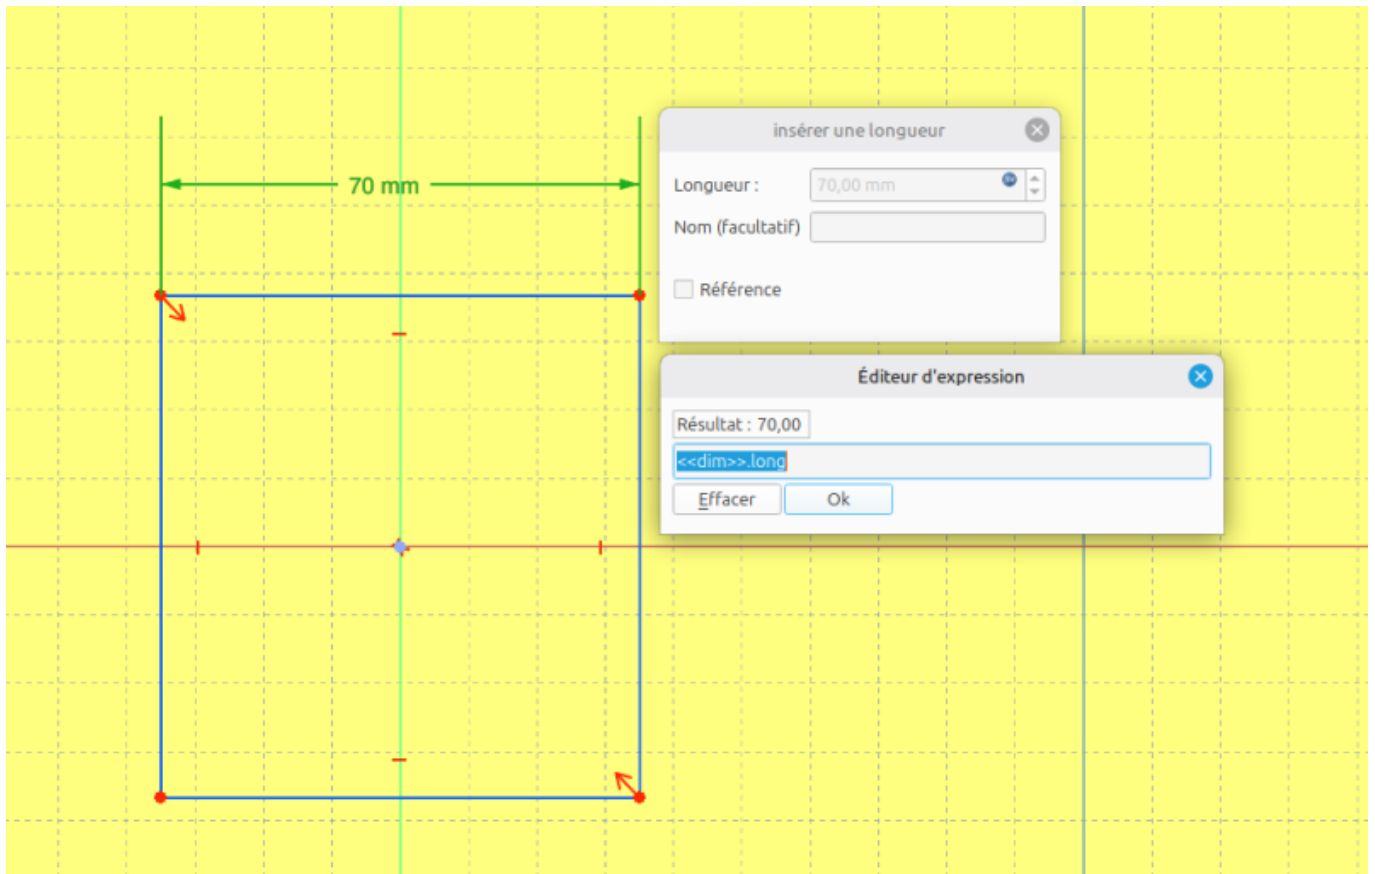 70 mm
insérer une longueur
Longueur :
70,00 mm
Nom (facultatif)
Référence
Éditeur d'expression
Résultat : 70,00
<<dim>>.long
Effacer
Ok